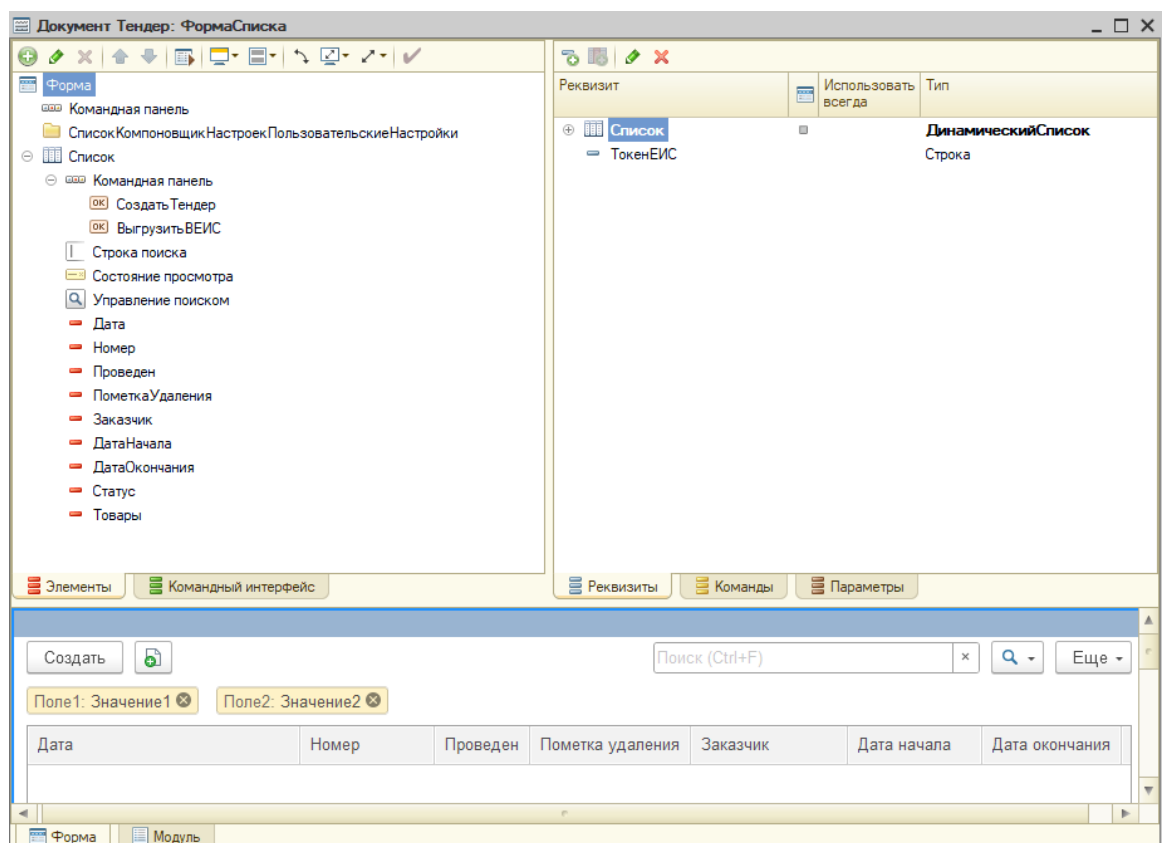 Документ Тендер: ФормаСписка
Форма
Командная панель
СписокКомпоновщикНастроекПользовательскиеНастройки
Список
Командная панель
OK СоздатьТендер
OK ВыгрузитьВЕИС
Строка поиска
Состояние просмотра
Управление поиском
Дата
Номер
Проведен
ПометкаУдаления
Заказчик
ДатаНачала
ДатаОкончания
Статус
Товары
Элементы
Командный интерфейс
Реквизит
Использовать всегда
Тип
Список
ДинамическийСписок
ТокенЕИС
Строка
Реквизиты
Команды
Параметры
Создать
Поиск (Ctrl+F)
×
Еще
Поле1: Значение1
Поле2: Значение2
Дата
Номер
Проведен
Пометка удаления
Заказчик
Дата начала
Дата окончания
Форма
Модуль